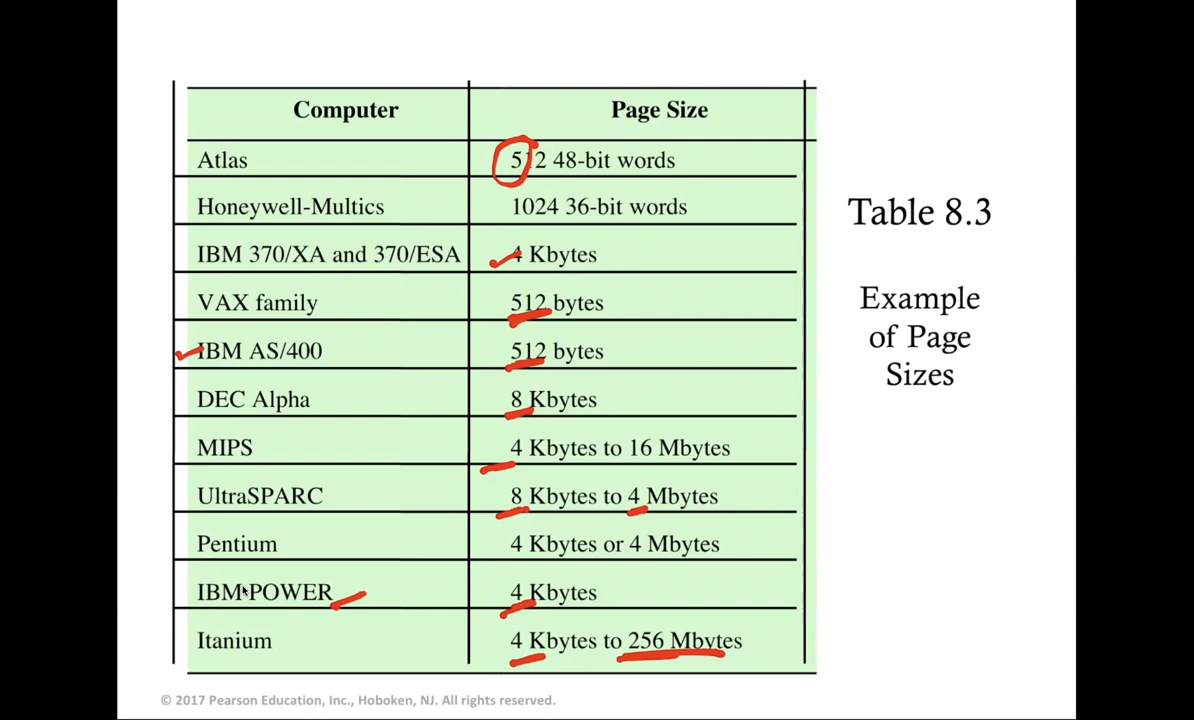 Computer Page Size
Atlas 512 48-bit words
Honeywell-Multics 1024 36-bit words
IBM 370/XA and 370/ESA 4 Kbytes
VAX family 512 bytes
IBM AS/400 512 bytes
DEC Alpha 8 Kbytes
MIPS 4 Kbytes to 16 Mbytes
UltraSPARC 8 Kbytes to 4 Mbytes
Pentium 4 Kbytes or 4 Mbytes
IBM POWER 4 Kbytes
Itanium 4 Kbytes to 256 Mbytes
Table 8.3
Example
of Page
Sizes
© 2017 Pearson Education, Inc., Hoboken, NJ. All rights reserved.